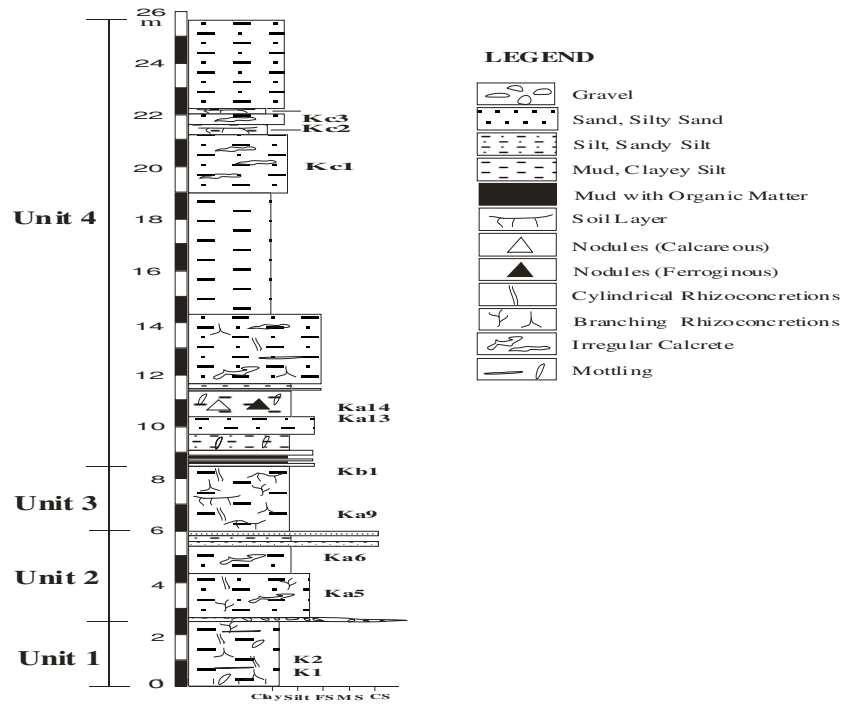 26
m
24
22
20
18
16
14
12
10
8
6
4
2
0
Unit 4
Unit 3
Unit 2
Unit 1
Kc3
Kc2
Kc1
Ka14
Ka13
Kb1
Ka9
Ka6
Ka5
K2
K1
Clay Silt FS MS CS
LEGEND
Gravel
Sand, Silty Sand
Silt, Sandy Silt
Mud, Clayey Silt
Mud with Organic Matter
Soil Layer
Nodules (Calcareous)
Nodules (Ferroginous)
Cylindrical Rhizoconcretions
Branching Rhizoconcretions
Irregular Calcrete
Mottling